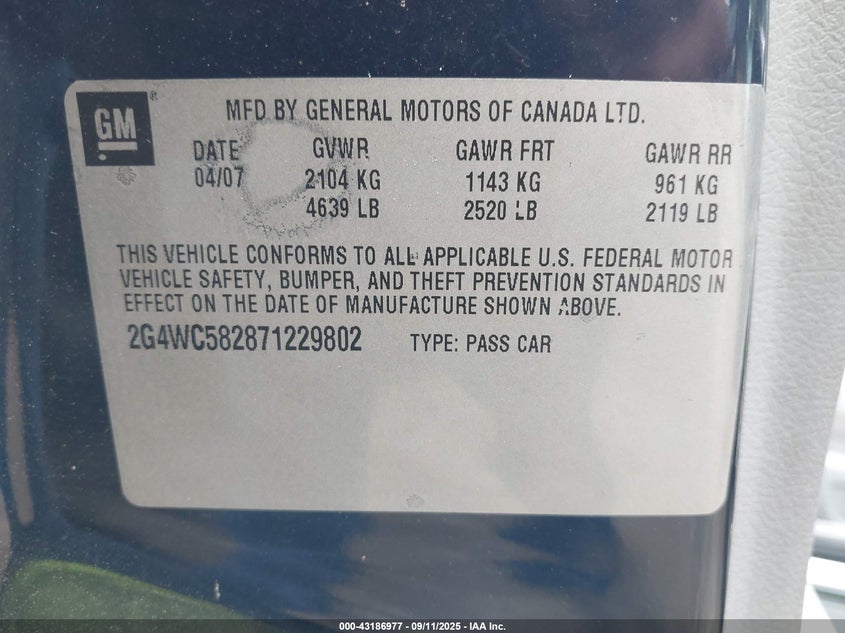 GM
MFD BY GENERAL MOTORS OF CANADA LTD.
DATE GVWR GAWR FRT GAWR RR
04/07 2104 KG 1143 KG 961 KG
4639 LB 2520 LB 2119 LB
THIS VEHICLE CONFORMS TO ALL APPLICABLE U.S. FEDERAL MOTOR
VEHICLE SAFETY, BUMPER, AND THEFT PREVENTION STANDARDS IN
EFFECT ON THE DATE OF MANUFACTURE SHOWN ABOVE.
2G4WC582871229802 TYPE: PASS CAR
000-43186977 - 09/11/2025 - IAA Inc.